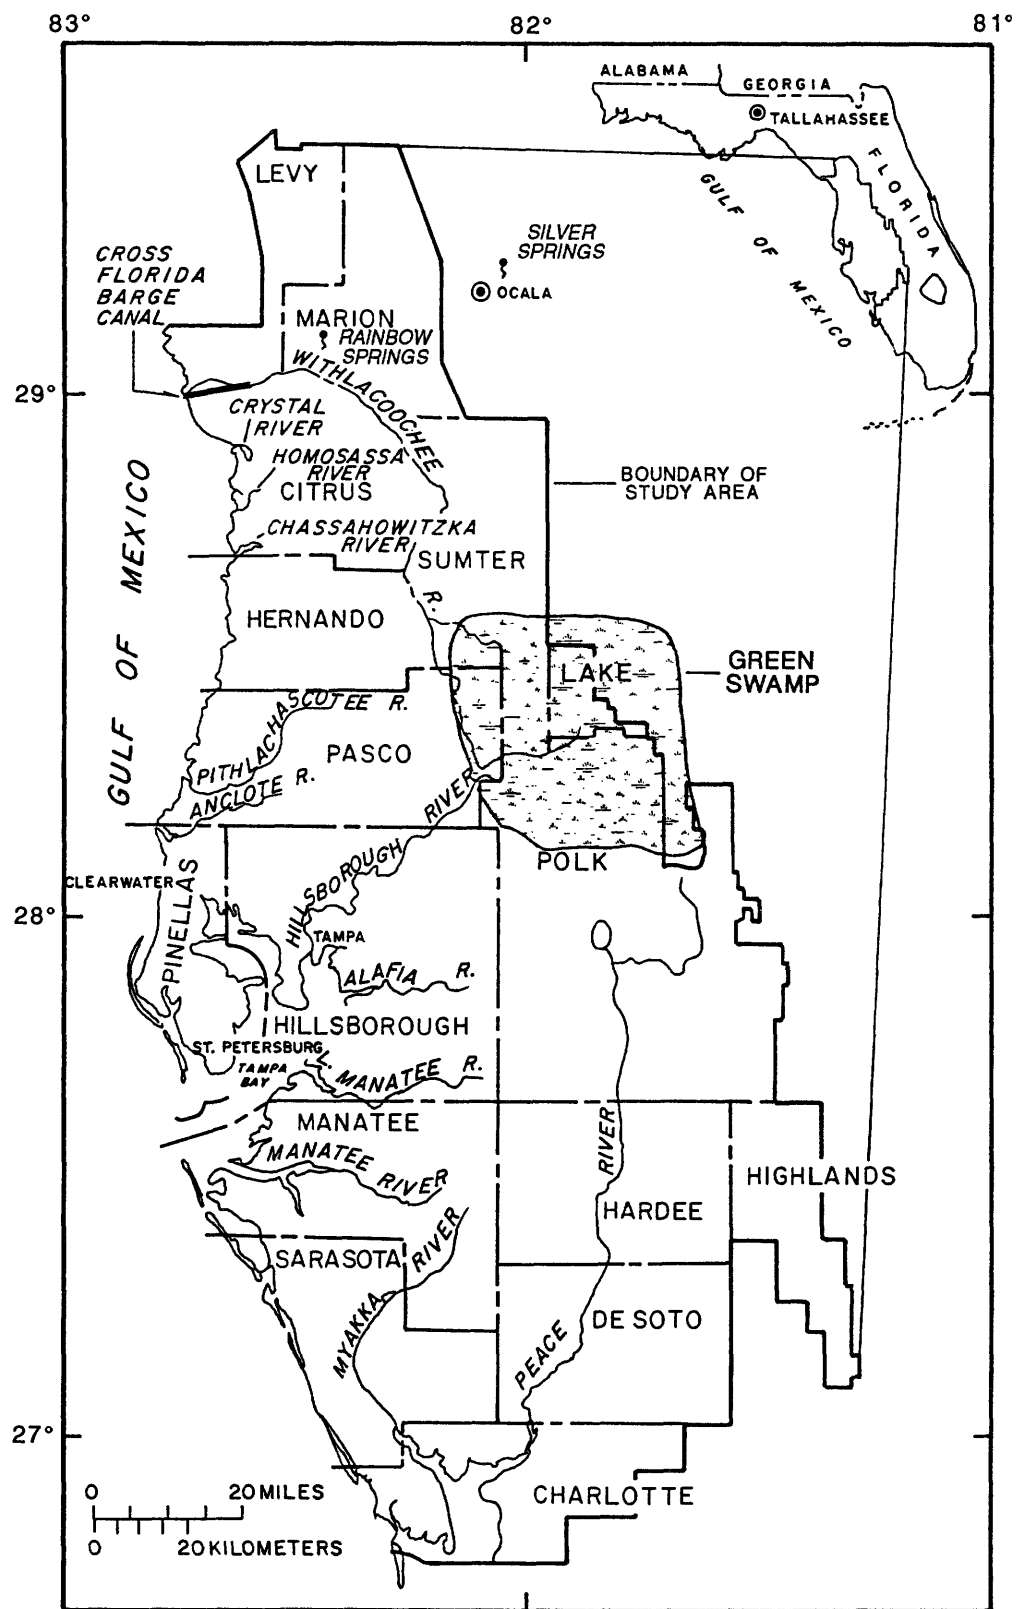 83°
82°
81°
ALABAMA
GEORGIA
TALLAHASSEE
FLORIDA
GULF OF MEXICO
LEVY
SILVER
SPRINGS
OCALA
CROSS
FLORIDA
BARGE
CANAL
MARION
RAINBOW
SPRINGS
WITHLACOOCHEE
29°
CRYSTAL
RIVER
HOMOSASSA
RIVER
CITRUS
BOUNDARY OF
STUDY AREA
GULF OF MEXICO
CHASSAHOWITZKA
RIVER
SUMTER
R.
HERNANDO
LAKE
GREEN
SWAMP
PITHLACHASCOTEE R.
PASCO
ANCLOTE R.
HILLSBOROUGH RIVER
POLK
CLEARWATER
PINELLAS
28°
TAMPA
ALAFIA R.
HILLSBOROUGH
ST. PETERSBURG
TAMPA
BAY
L. MANATEE R.
MANATEE
MANATEE RIVER
HIGHLANDS
HARDEE
SARASOTA
MYAKKA RIVER
DE SOTO
PEACE RIVER
27°
CHARLOTTE
0 20 MILES
0 20 KILOMETERS